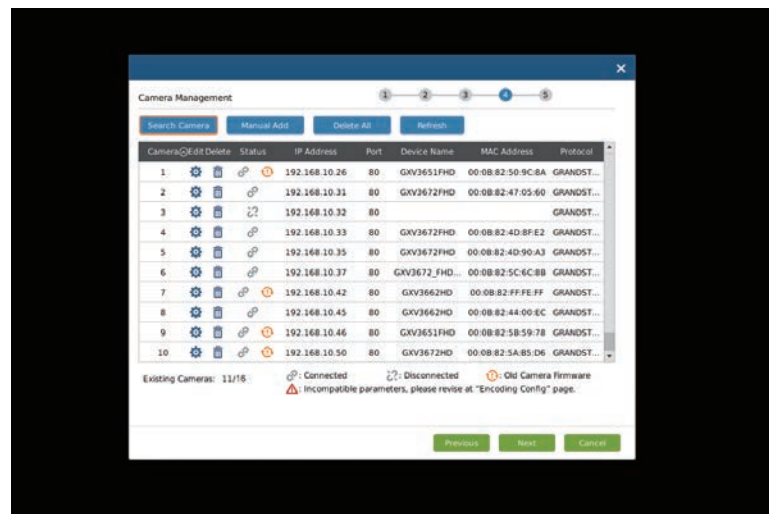 Camera Management 1 2 3 4 5
Search Camera Manual Add Delete All Refresh
Camera Edit Delete Status IP Address Port Device Name MAC Address Protocol
1 192.168.10.26 80 GXV3651FHD 00:0B:82:50:9C:8A GRANDST...
2 192.168.10.31 80 GXV3672FHD 00:0B:82:47:05:60 GRANDST...
3 192.168.10.32 80 GRANDST...
4 192.168.10.33 80 GXV3672FHD 00:0B:82:4D:8F:E2 GRANDST...
5 192.168.10.35 80 GXV3672FHD 00:0B:82:4D:90:A3 GRANDST...
6 192.168.10.37 80 GXV3672_FHD... 00:0B:82:5C:6C:8B GRANDST...
7 192.168.10.42 80 GXV3662HD 00:0B:82:FF:FE:FF GRANDST...
8 192.168.10.45 80 GXV3662HD 00:0B:82:44:00:EC GRANDST...
9 192.168.10.46 80 GXV3651FHD 00:0B:82:5B:59:78 GRANDST...
10 192.168.10.50 80 GXV3672HD 00:0B:82:5A:B5:D6 GRANDST...
Existing Cameras: 11/16 : Connected : Disconnected : Old Camera Firmware
: Incompatible parameters, please revise at "Encoding Config" page.
Previous Next Cancel